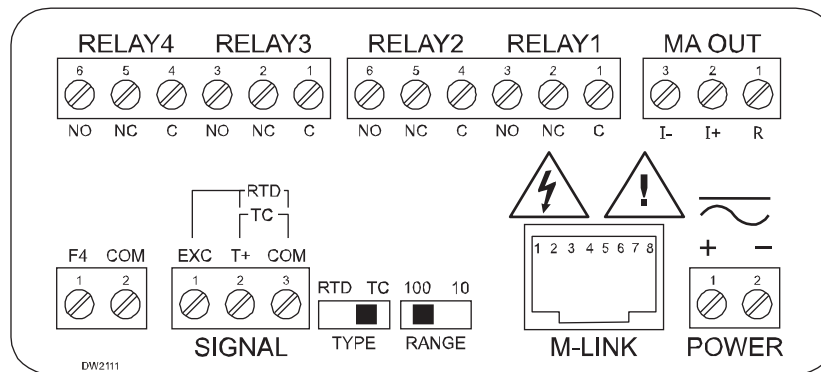 RELAY4 RELAY3 RELAY2 RELAY1 MA OUT
6 5 4 3 2 1 6 5 4 3 2 1 3 2 1
NO NC C NO NC C NO NC C NO NC C I- I+ R
RTD
TC
1 2 3 4 5 6 7 8
F4 COM EXC T+ COM + −
1 2 1 2 3 1 2
RTD TC 100 10
TYPE RANGE
SIGNAL M-LINK POWER
DW2111